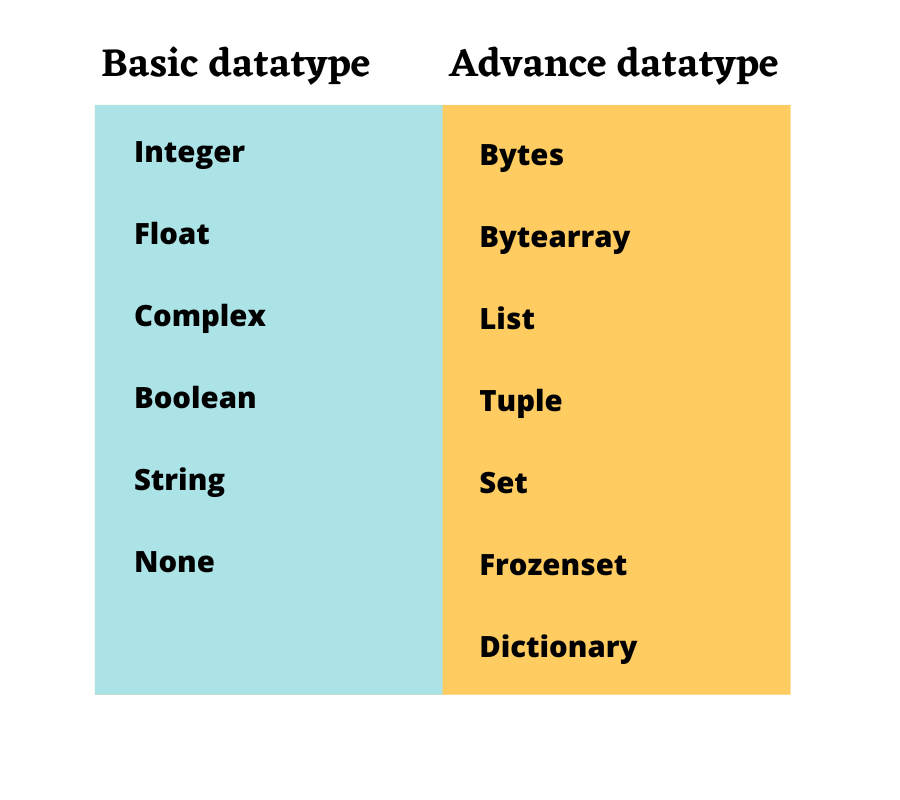 Basic datatype
Advance datatype
Integer
Float
Complex
Boolean
String
None
Bytes
Bytearray
List
Tuple
Set
Frozenset
Dictionary